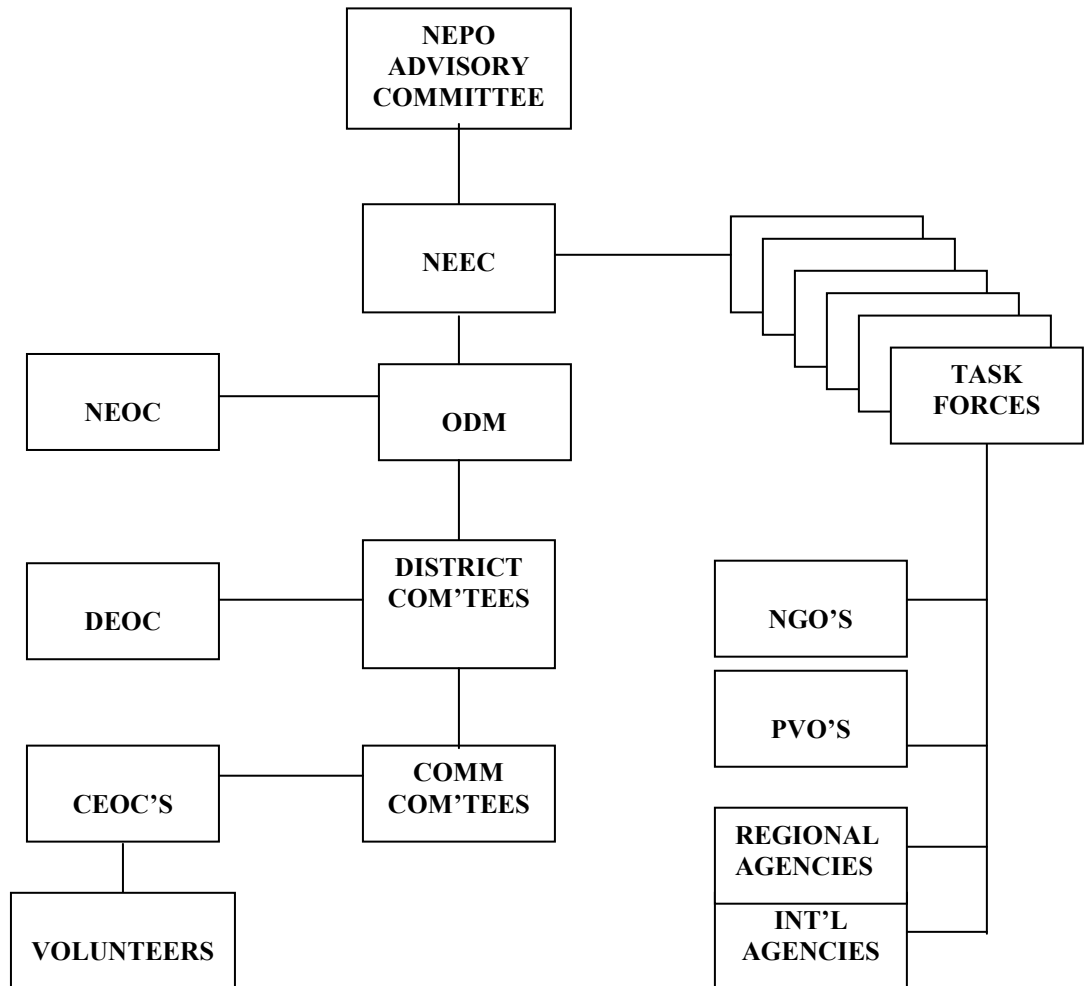 NEPO
ADVISORY
COMMITTEE
NEEC
TASK
FORCES
NEOC
ODM
DISTRICT
COM’TEES
DEOC
NGO’S
PVO’S
COMM
COM’TEES
CEOC’S
REGIONAL
AGENCIES
INT’L
AGENCIES
VOLUNTEERS